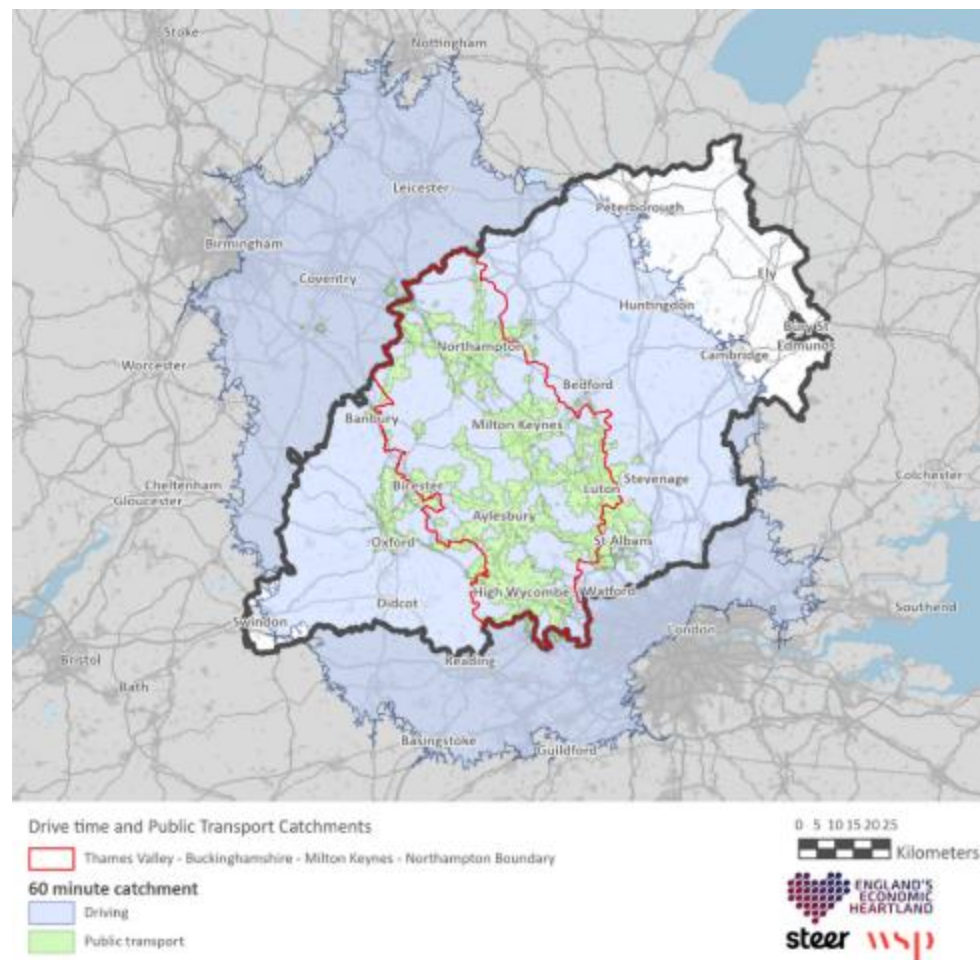 Stoke
Nottingham
Leicester
Peterborough
Birmingham
Coventry
Ely
Huntingdon
Bury St
Edmunds
Northampton
Cambridge
Worcester
Bedford
Banbury
Milton Keynes
Cheltenham
Gloucester
Bicester
Luton
Stevenage
Colchester
Aylesbury
Oxford
St Albans
High Wycombe
Watford
Didcot
Southend
Swindon
London
Bristol
Reading
Bath
Basingstoke
Guildford
Drive time and Public Transport Catchments
Thames Valley - Buckinghamshire - Milton Keynes - Northampton Boundary
60 minute catchment
Driving
Public transport
0 5 10 15 20 25
Kilometers
ENGLAND'S
ECONOMIC
HEARTLAND
steer wsp